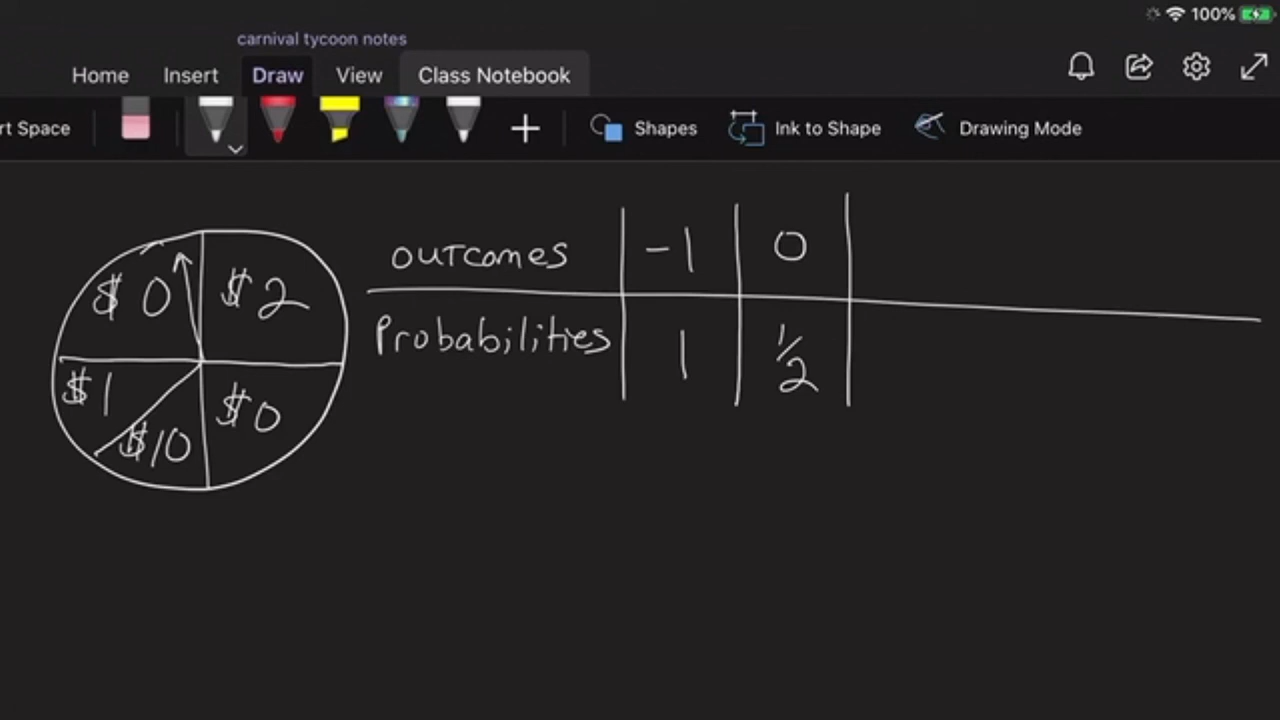 100%
carnival tycoon notes
Home Insert Draw View Class Notebook
rt Space + Shapes Ink to Shape Drawing Mode
outcomes -1 0
$0 $2
Probabilities 1 1/2
$1 $0
$10